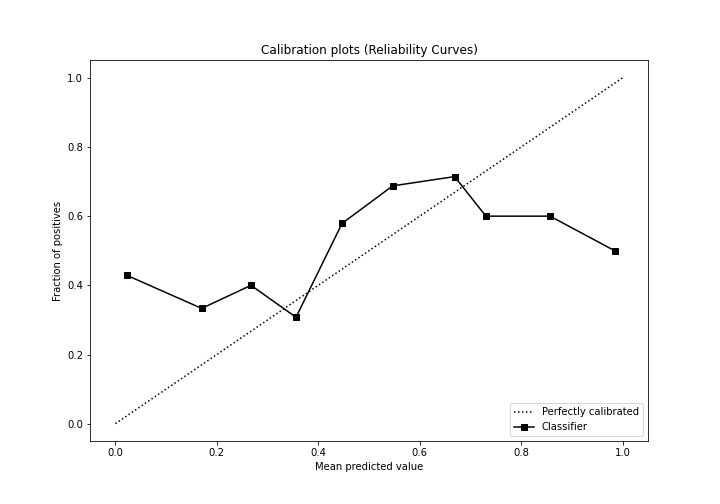 Calibration plots (Reliability Curves)
Fraction of positives
1.0
0.8
0.6
0.4
0.2
0.0
0.0 0.2 0.4 0.6 0.8 1.0
Mean predicted value
Perfectly calibrated
Classifier